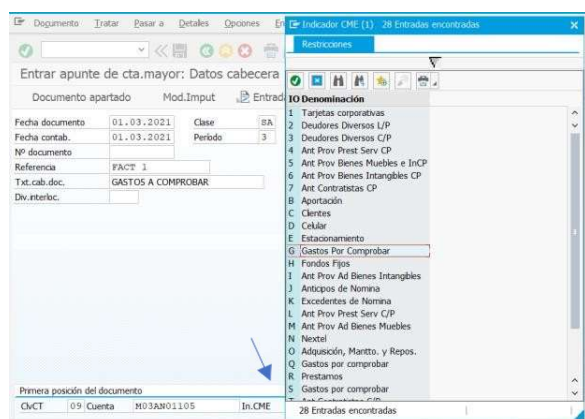 Documento Tratar Pasar a Detalles Opciones En
Entrar apunte de cta.mayor: Datos cabecera
Documento apartado Mod.Imput Entrad
Fecha documento 01.03.2021 Clase SA
Fecha contab. 01.03.2021 Período 3
Nº documento
Referencia FACT 1
Txt.cab.doc. GASTOS A COMPROBAR
Div.interloc.
Primera posición del documento
ClvCT 09 Cuenta M03AN01105 In.CME
Indicador CME (1) 28 Entradas encontradas
Restricciones
IO Denominación
1 Tarjetas corporativas
2 Deudores Diversos L/P
3 Deudores Diversos C/P
4 Ant Prov Prest Serv CP
5 Ant Prov Bienes Muebles e InCP
6 Ant Prov Bienes Intangibles CP
7 Ant Contratistas CP
B Aportación
C Clientes
D Celular
E Estacionamiento
G Gastos Por Comprobar
H Fondos Fijos
I Ant Prov Ad Bienes Intangibles
J Anticipos de Nomina
K Excedentes de Nomina
L Ant Prov Prest Serv C/P
M Ant Prov Ad Bienes Muebles
N Nextel
O Adquisición, Mantto. y Repos.
Q Gastos por comprobar
R Prestamos
S Gastos por comprobar
28 Entradas encontradas